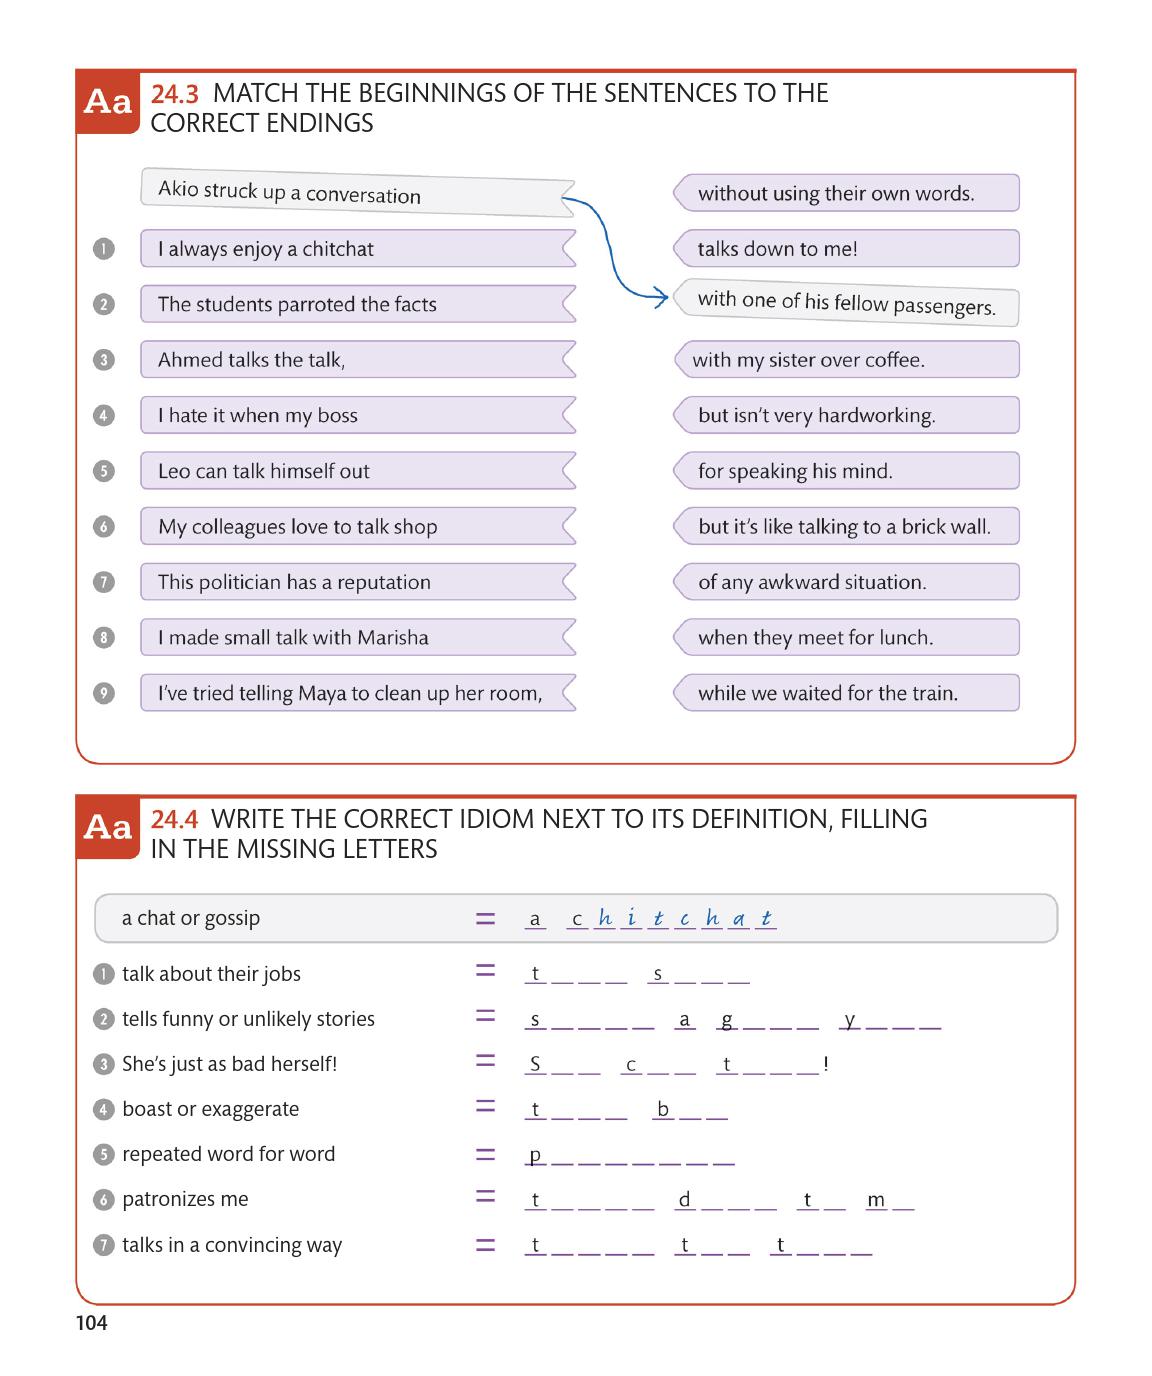 Aa 24.3 MATCH THE BEGINNINGS OF THE SENTENCES TO THE
CORRECT ENDINGS
Akio struck up a conversation
without using their own words.
1 I always enjoy a chitchat
talks down to me!
2 The students parroted the facts
with one of his fellow passengers.
3 Ahmed talks the talk,
with my sister over coffee.
4 I hate it when my boss
but isn't very hardworking.
5 Leo can talk himself out
for speaking his mind.
6 My colleagues love to talk shop
but it's like talking to a brick wall.
7 This politician has a reputation
of any awkward situation.
8 I made small talk with Marisha
when they meet for lunch.
9 I've tried telling Maya to clean up her room,
while we waited for the train.
Aa 24.4 WRITE THE CORRECT IDIOM NEXT TO ITS DEFINITION, FILLING
IN THE MISSING LETTERS
a chat or gossip = a chitchat
1 talk about their jobs = t _ _ _ s _ _ _
2 tells funny or unlikely stories = s _ _ _ _ a g _ _ _ y _ _ _
3 She's just as bad herself! = S _ _ c _ _ t _ _ _ !
4 boast or exaggerate = t _ _ _ b _ _
5 repeated word for word = p _ _ _ _ _ _ _
6 patronizes me = t _ _ _ _ d _ _ _ t _ m _
7 talks in a convincing way = t _ _ _ _ t _ _ t _ _ _
104